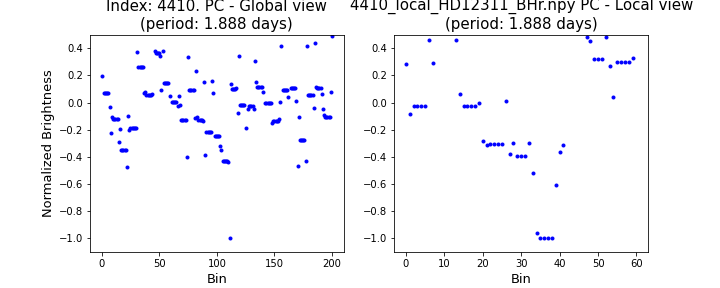 Index: 4410. PC - Global view
(period: 1.888 days)
4410_local_HD12311_BHr.npy PC - Local view
(period: 1.888 days)
Normalized Brightness
0.4
0.2
0.0
−0.2
−0.4
−0.6
−0.8
−1.0
0 50 100 150 200
Bin
0.4
0.2
0.0
−0.2
−0.4
−0.6
−0.8
−1.0
0 10 20 30 40 50 60
Bin